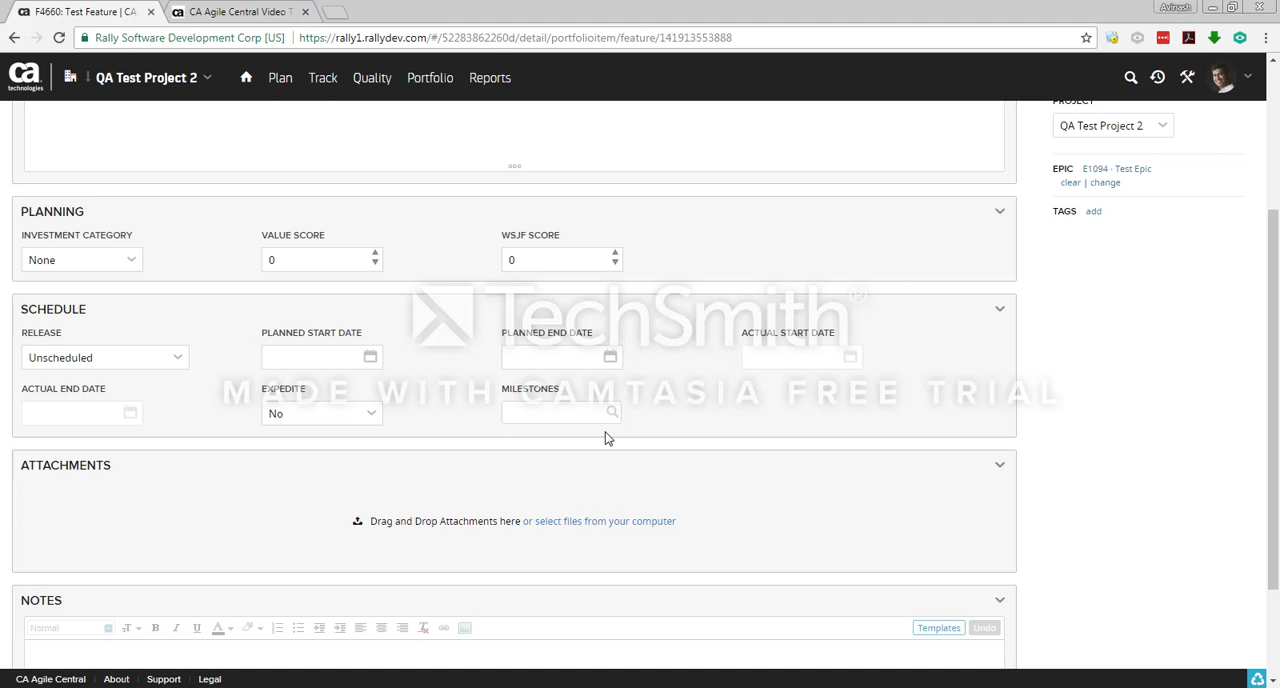 F4660: Test Feature | CA
CA Agile Central Video T
Avinash
Rally Software Development Corp [US]
https://rally1.rallydev.com/#/52283862260d/detail/portfolioitem/feature/141913553888
ca
technologies
QA Test Project 2
Plan
Track
Quality
Portfolio
Reports
PROJECT
QA Test Project 2
EPIC E1094 - Test Epic
clear | change
TAGS add
PLANNING
INVESTMENT CATEGORY
VALUE SCORE
WSJF SCORE
None
0
0
SCHEDULE
RELEASE
PLANNED START DATE
PLANNED END DATE
ACTUAL START DATE
Unscheduled
ACTUAL END DATE
EXPEDITE
MILESTONES
No
TechSmith®
MADE WITH CAMTASIA FREE TRIAL
ATTACHMENTS
Drag and Drop Attachments here or select files from your computer
NOTES
Normal
Templates
Undo
CA Agile Central
About
Support
Legal